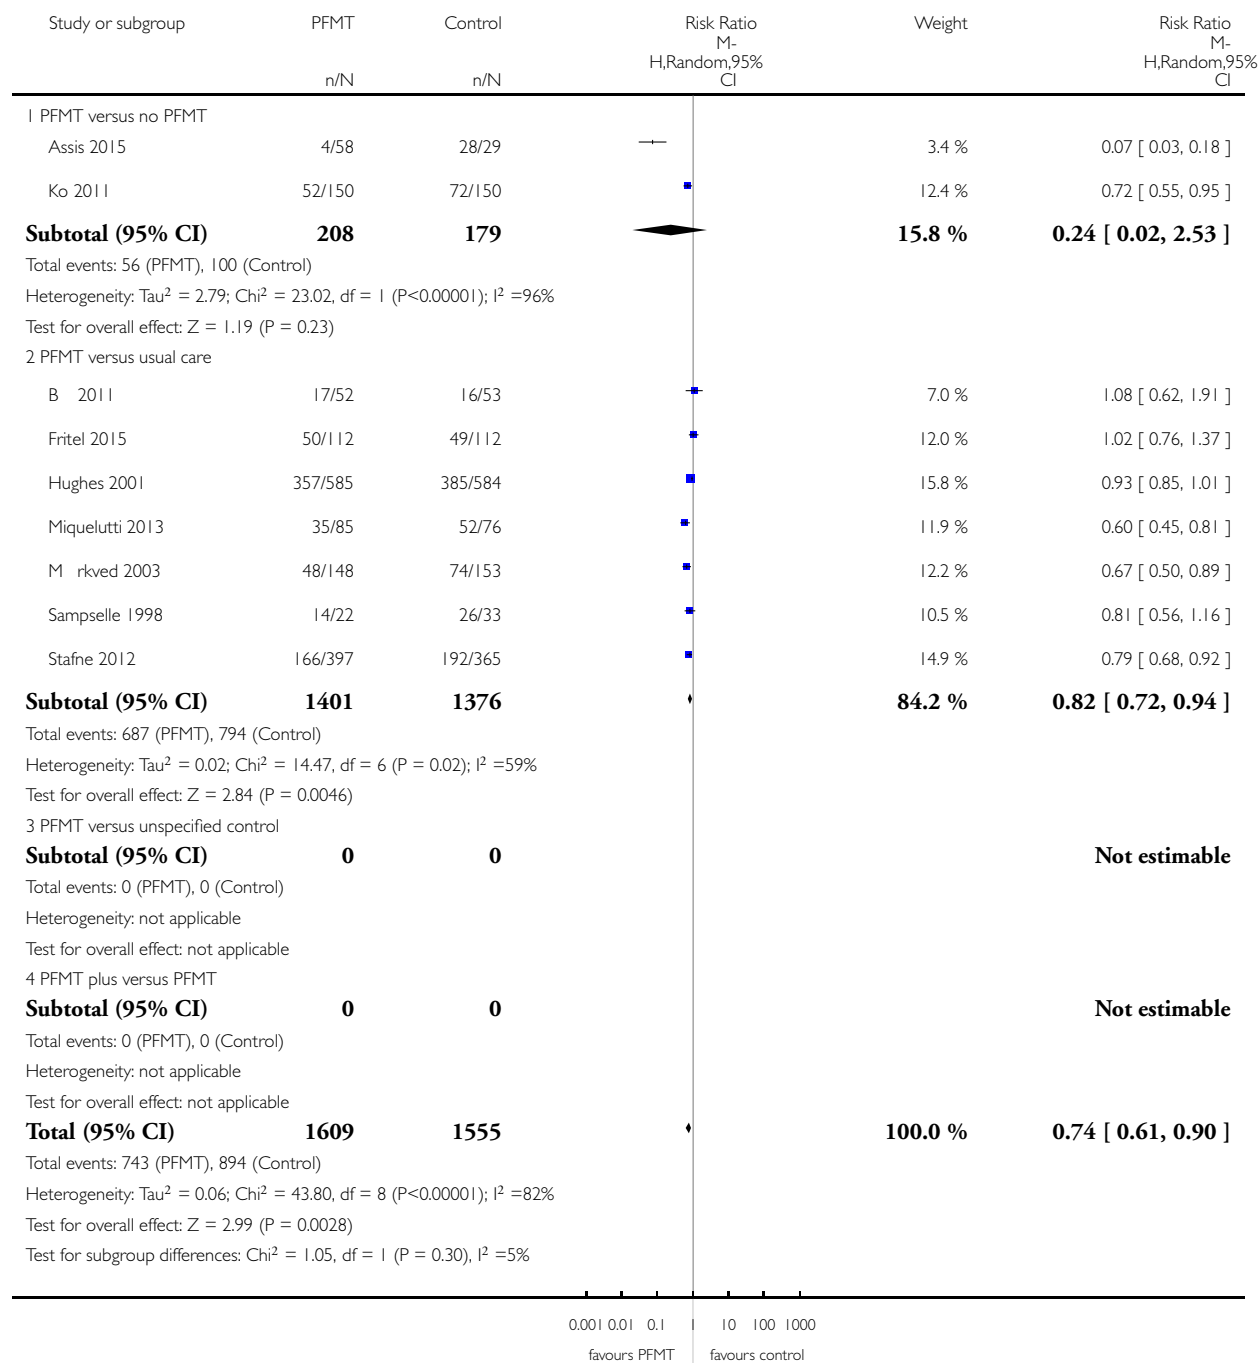 Study or subgroup PFMT Control Risk Ratio Weight Risk Ratio
M- M-
H,Random,95% H,Random,95%
n/N n/N CI CI
1 PFMT versus no PFMT
Assis 2015 4/58 28/29 3.4 % 0.07 [ 0.03, 0.18 ]
Ko 2011 52/150 72/150 12.4 % 0.72 [ 0.55, 0.95 ]
Subtotal (95% CI) 208 179 15.8 % 0.24 [ 0.02, 2.53 ]
Total events: 56 (PFMT), 100 (Control)
Heterogeneity: Tau² = 2.79; Chi² = 23.02, df = 1 (P<0.00001); I² =96%
Test for overall effect: Z = 1.19 (P = 0.23)
2 PFMT versus usual care
B 2011 17/52 16/53 7.0 % 1.08 [ 0.62, 1.91 ]
Fritel 2015 50/112 49/112 12.0 % 1.02 [ 0.76, 1.37 ]
Hughes 2001 357/585 385/584 15.8 % 0.93 [ 0.85, 1.01 ]
Miquelutti 2013 35/85 52/76 11.9 % 0.60 [ 0.45, 0.81 ]
M rkved 2003 48/148 74/153 12.2 % 0.67 [ 0.50, 0.89 ]
Sampselle 1998 14/22 26/33 10.5 % 0.81 [ 0.56, 1.16 ]
Stafne 2012 166/397 192/365 14.9 % 0.79 [ 0.68, 0.92 ]
Subtotal (95% CI) 1401 1376 84.2 % 0.82 [ 0.72, 0.94 ]
Total events: 687 (PFMT), 794 (Control)
Heterogeneity: Tau² = 0.02; Chi² = 14.47, df = 6 (P = 0.02); I² =59%
Test for overall effect: Z = 2.84 (P = 0.0046)
3 PFMT versus unspecified control
Subtotal (95% CI) 0 0 Not estimable
Total events: 0 (PFMT), 0 (Control)
Heterogeneity: not applicable
Test for overall effect: not applicable
4 PFMT plus versus PFMT
Subtotal (95% CI) 0 0 Not estimable
Total events: 0 (PFMT), 0 (Control)
Heterogeneity: not applicable
Test for overall effect: not applicable
Total (95% CI) 1609 1555 100.0 % 0.74 [ 0.61, 0.90 ]
Total events: 743 (PFMT), 894 (Control)
Heterogeneity: Tau² = 0.06; Chi² = 43.80, df = 8 (P<0.00001); I² =82%
Test for overall effect: Z = 2.99 (P = 0.0028)
Test for subgroup differences: Chi² = 1.05, df = 1 (P = 0.30), I² =5%
0.001 0.01 0.1 1 10 100 1000
favours PFMT favours control